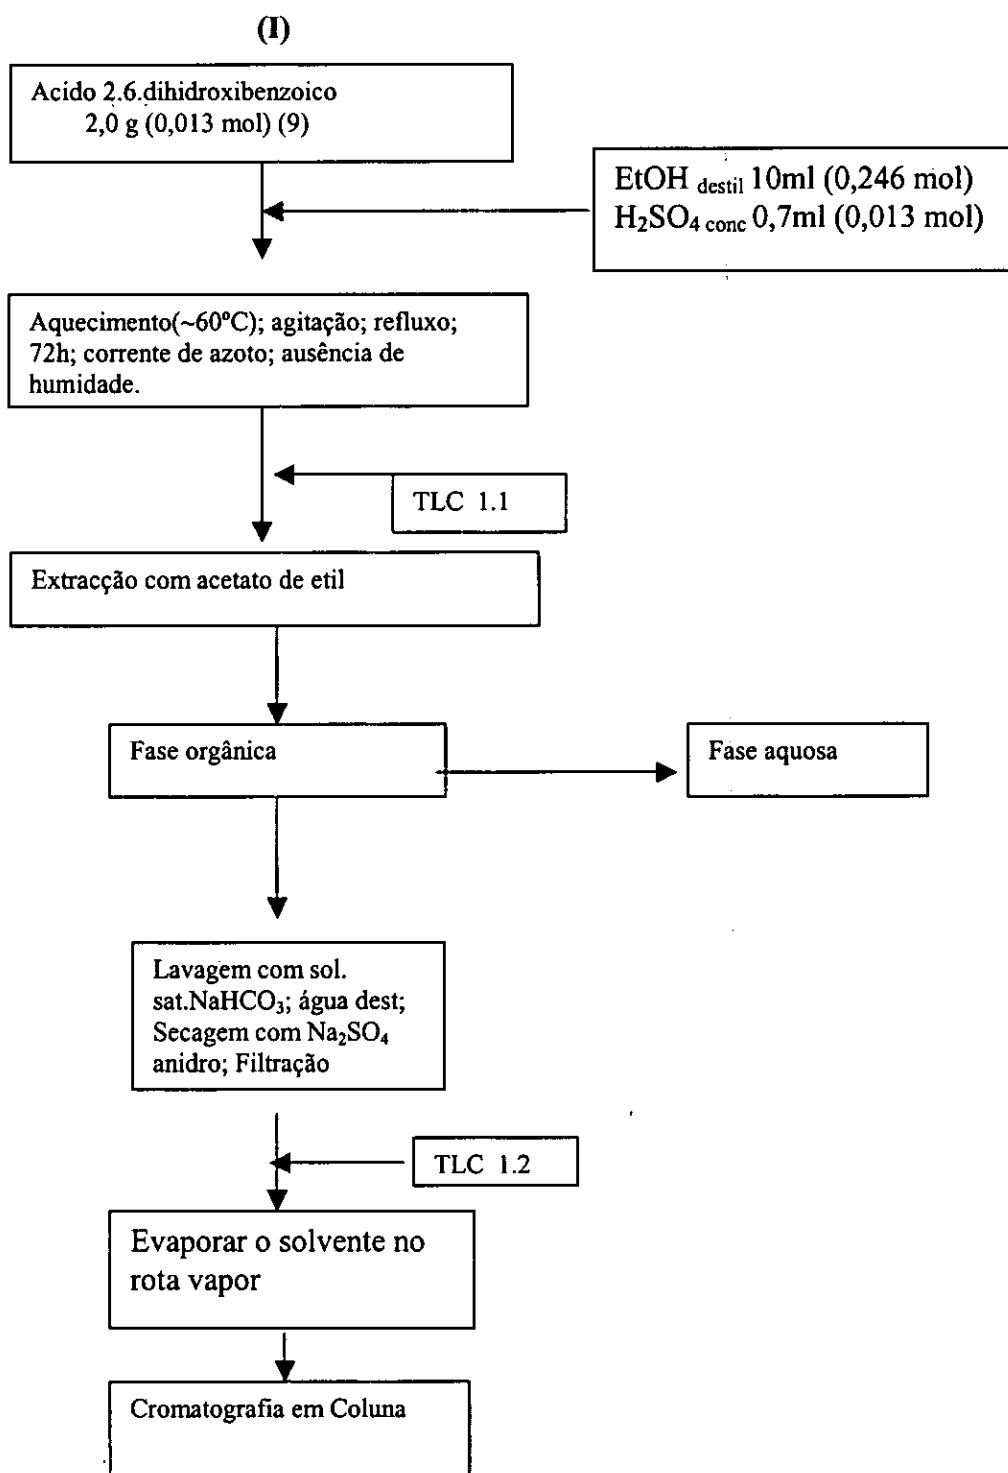 (I)
Acido 2.6.dihidroxibenzoico
2,0 g (0,013 mol) (9)
EtOH destil 10ml (0,246 mol)
H₂SO₄ conc 0,7ml (0,013 mol)
Aquecimento(~60ºC); agitação; refluxo;
72h; corrente de azoto; ausência de
humidade.
TLC 1.1
Extracção com acetato de etil
Fase orgânica
Fase aquosa
Lavagem com sol.
sat.NaHCO₃; água dest;
Secagem com Na₂SO₄
anidro; Filtração
TLC 1.2
Evaporar o solvente no
rota vapor
Cromatografia em Coluna